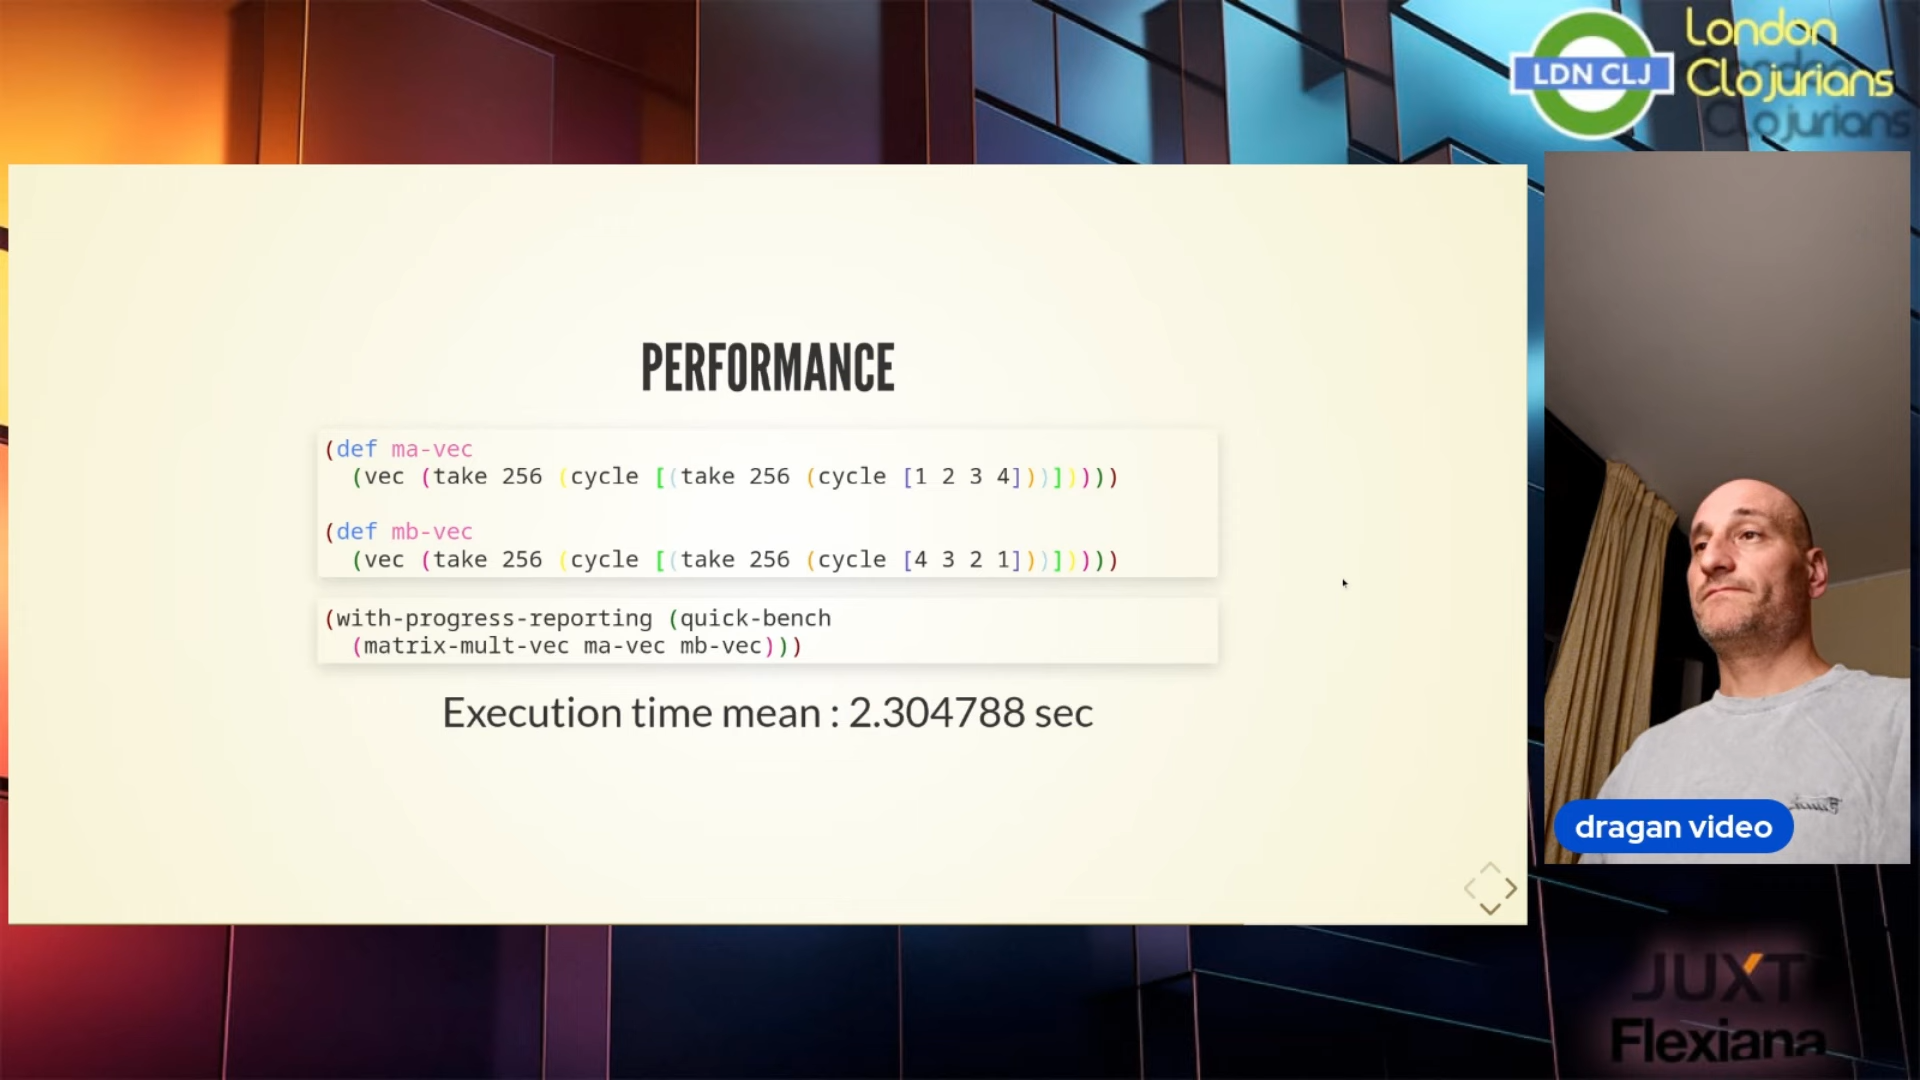 London
LDN CLJ
Clojurians
Clojurians
PERFORMANCE
(def ma-vec
(vec (take 256 (cycle [(take 256 (cycle [1 2 3 4]))]))))
(def mb-vec
(vec (take 256 (cycle [(take 256 (cycle [4 3 2 1]))]))))
(with-progress-reporting (quick-bench
(matrix-mult-vec ma-vec mb-vec)))
Execution time mean : 2.304788 sec
dragan video
JUXT
Flexiana